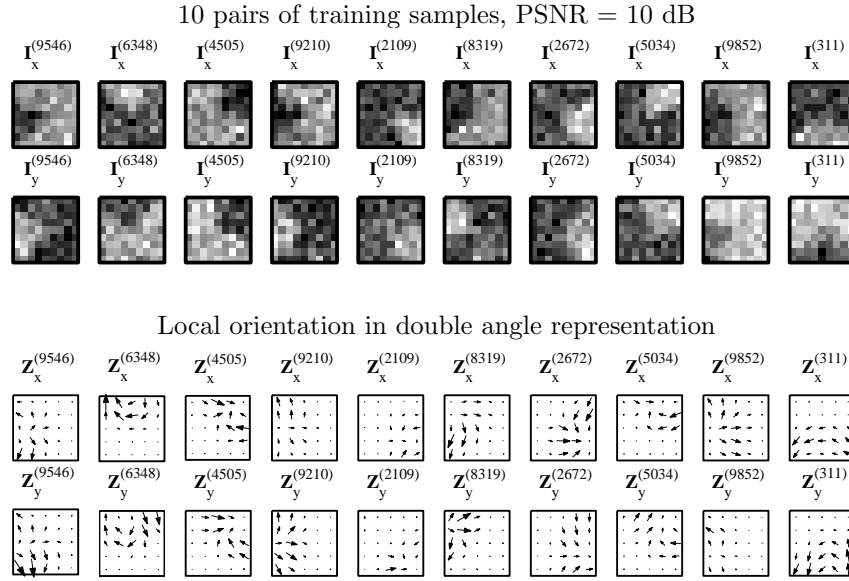 10 pairs of training samples, PSNR = 10 dB
I_x^(9546) I_x^(6348) I_x^(4505) I_x^(9210) I_x^(2109) I_x^(8319) I_x^(2672) I_x^(5034) I_x^(9852) I_x^(311)
I_y^(9546) I_y^(6348) I_y^(4505) I_y^(9210) I_y^(2109) I_y^(8319) I_y^(2672) I_y^(5034) I_y^(9852) I_y^(311)
Local orientation in double angle representation
Z_x^(9546) Z_x^(6348) Z_x^(4505) Z_x^(9210) Z_x^(2109) Z_x^(8319) Z_x^(2672) Z_x^(5034) Z_x^(9852) Z_x^(311)
Z_y^(9546) Z_y^(6348) Z_y^(4505) Z_y^(9210) Z_y^(2109) Z_y^(8319) Z_y^(2672) Z_y^(5034) Z_y^(9852) Z_y^(311)